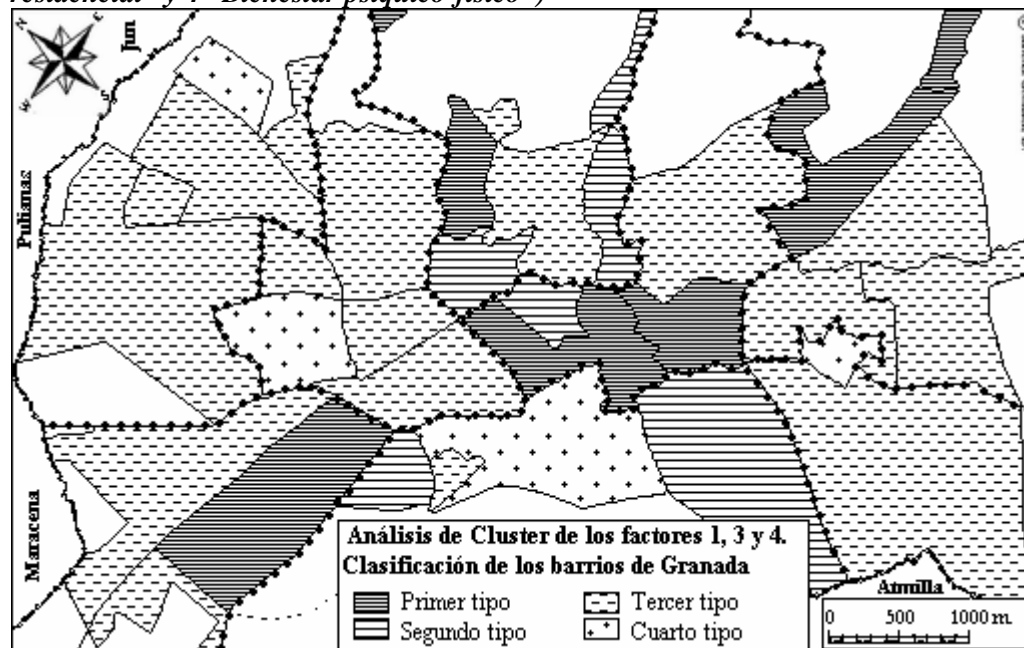 residencial" y 4 "Bienestar psíquico-físico")
N
E
W
S
Jun
Pulianas
Maracena
Análisis de Cluster de los factores 1, 3 y 4.
Clasificación de los barrios de Granada
Primer tipo
Tercer tipo
Segundo tipo
Cuarto tipo
Atmilla
0 500 1000 m.